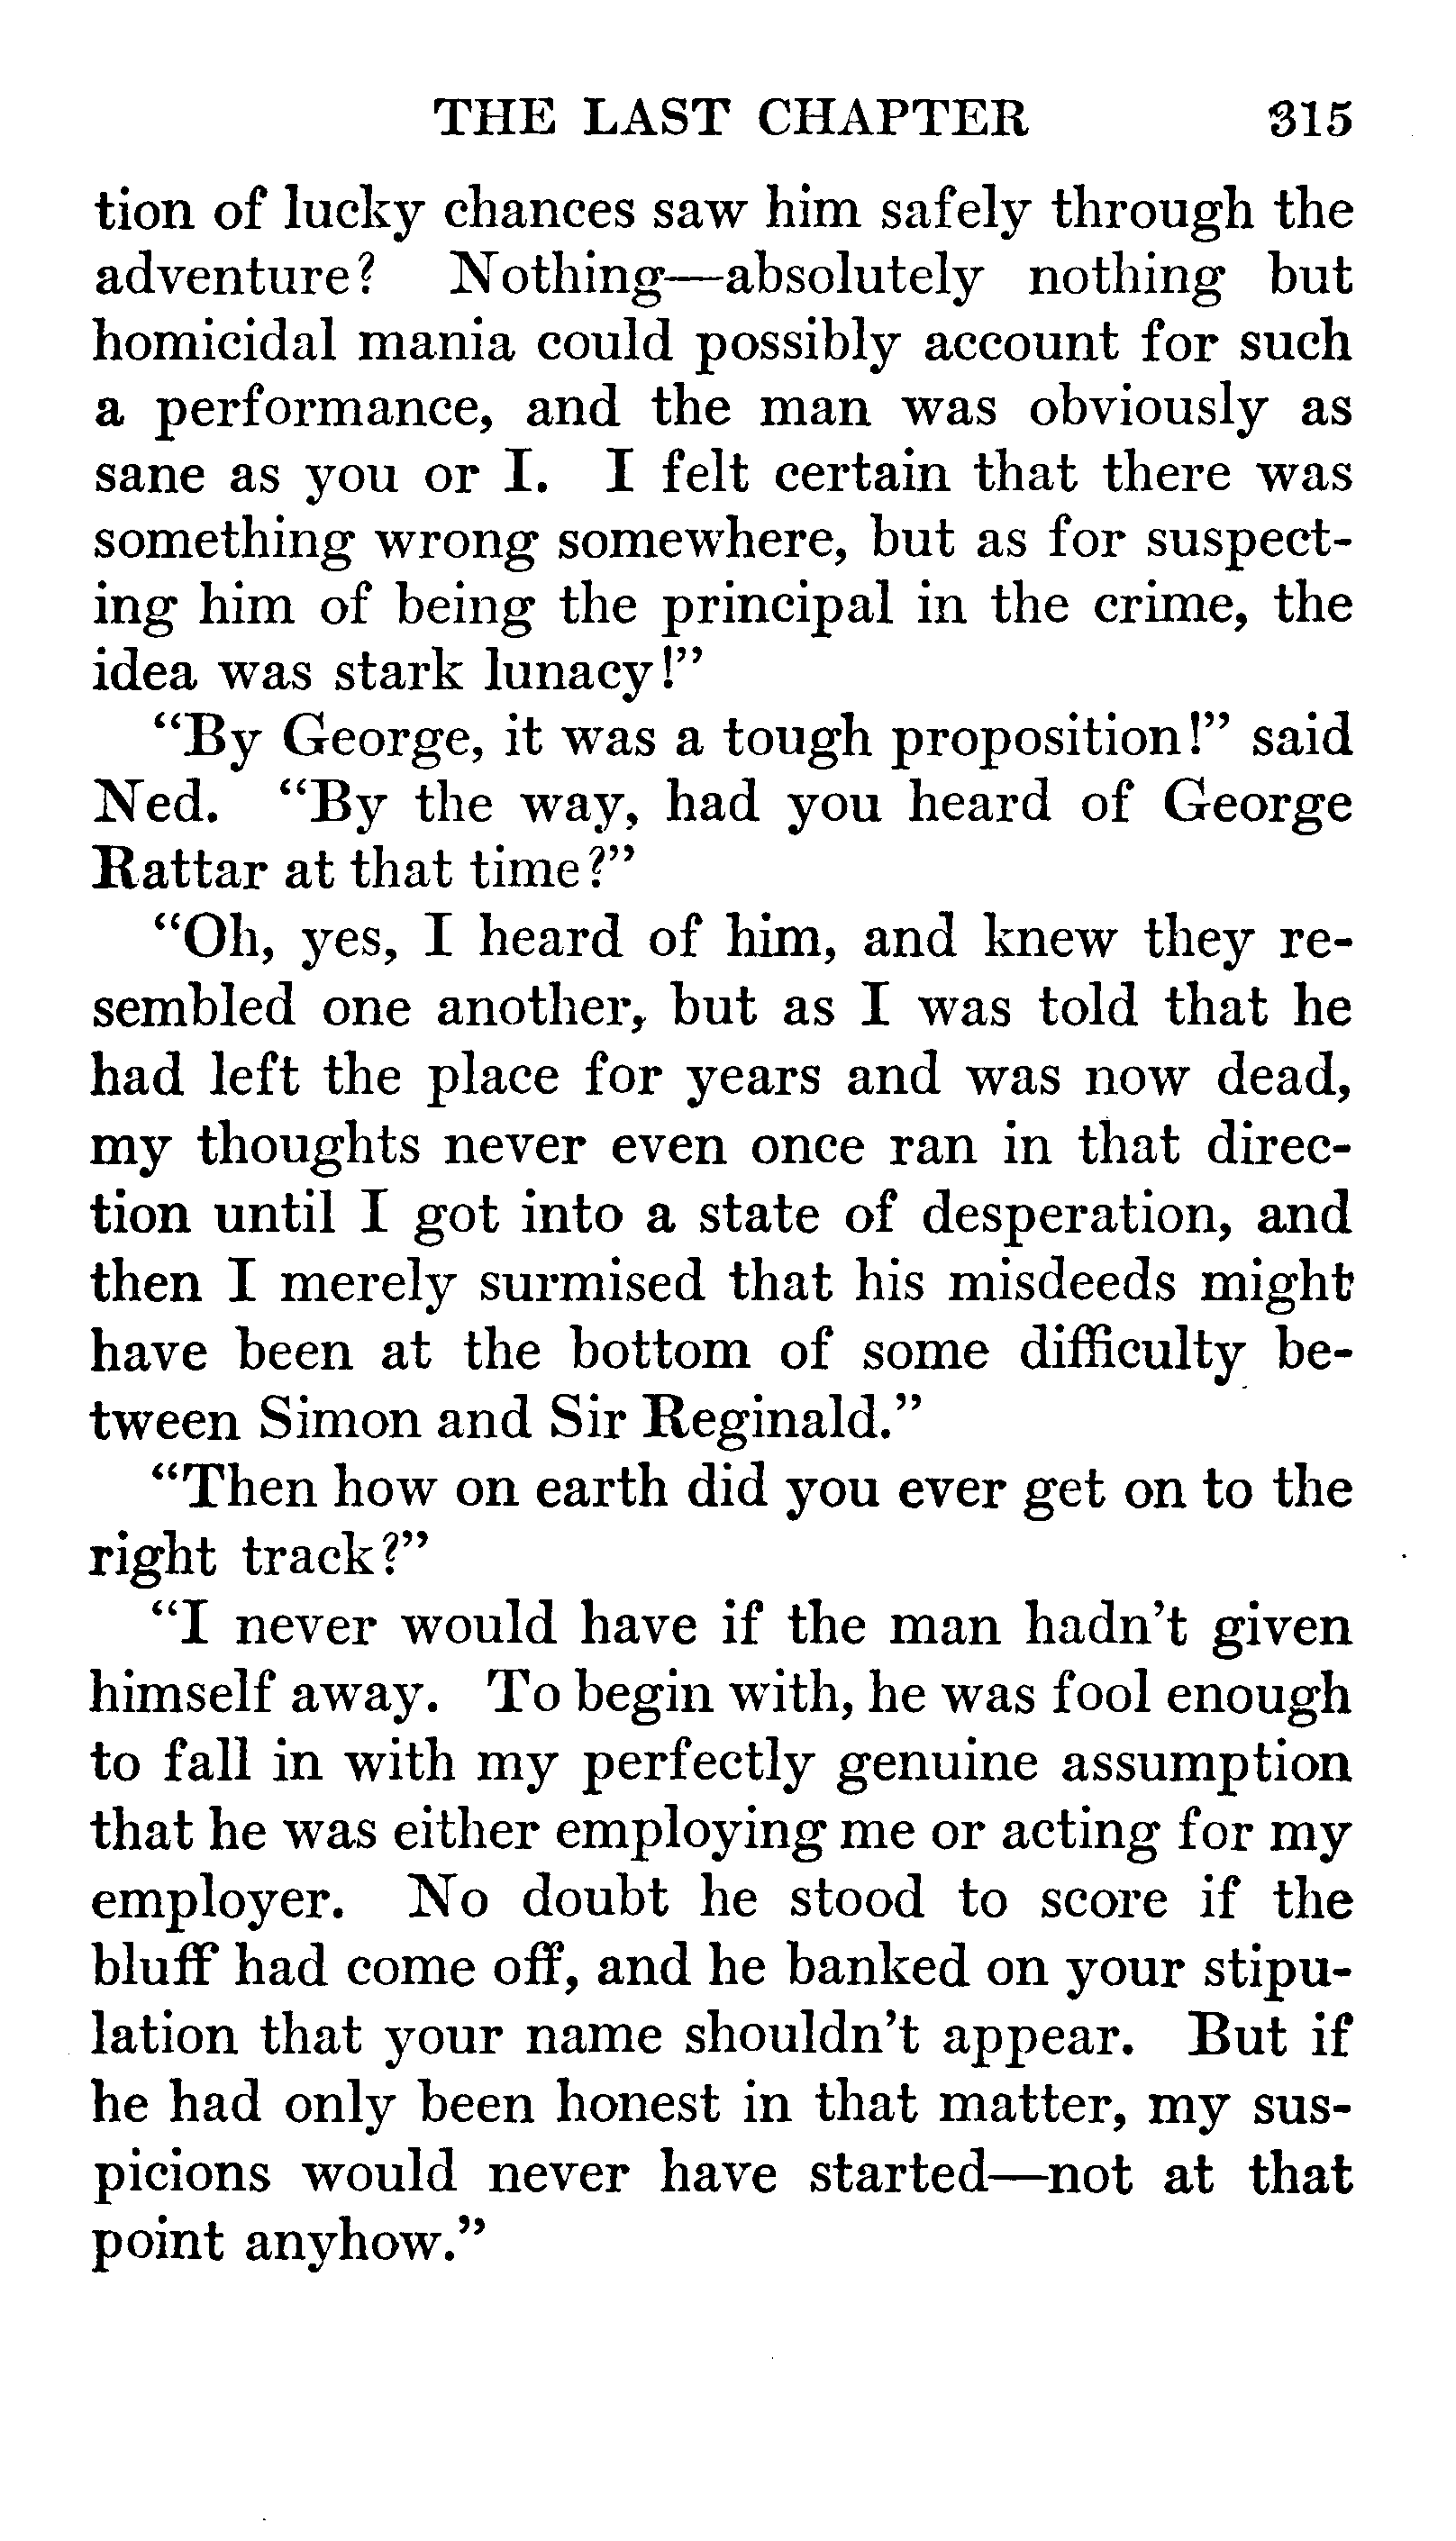 THE LAST CHAPTER 315
tion of lucky chances saw him safely through the
adventure? Nothing—absolutely nothing but
homicidal mania could possibly account for such
a performance, and the man was obviously as
sane as you or I. I felt certain that there was
something wrong somewhere, but as for suspect-
ing him of being the principal in the crime, the
idea was stark lunacy!"
"By George, it was a tough proposition!" said
Ned. "By the way, had you heard of George
Rattar at that time?"
"Oh, yes, I heard of him, and knew they re-
sembled one another, but as I was told that he
had left the place for years and was now dead,
my thoughts never even once ran in that direc-
tion until I got into a state of desperation, and
then I merely surmised that his misdeeds might
have been at the bottom of some difficulty be-
tween Simon and Sir Reginald."
"Then how on earth did you ever get on to the
right track?"
"I never would have if the man hadn't given
himself away. To begin with, he was fool enough
to fall in with my perfectly genuine assumption
that he was either employing me or acting for my
employer. No doubt he stood to score if the
bluff had come off, and he banked on your stipu-
lation that your name shouldn't appear. But if
he had only been honest in that matter, my sus-
picions would never have started—not at that
point anyhow."